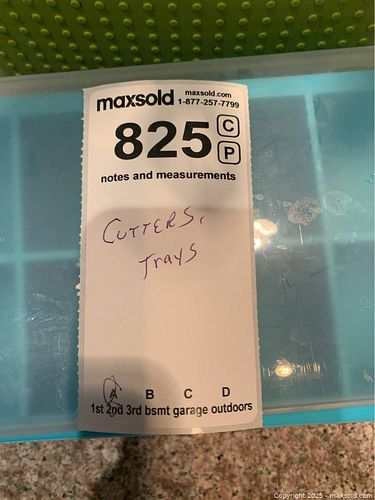 maxsold maxsold.com
1-877-257-7799
825 C
P
notes and measurements
CUTTERS,
Trays
A B C D
1st 2nd 3rd bsmt garage outdoors
Copyright 2025 - maxsold.com